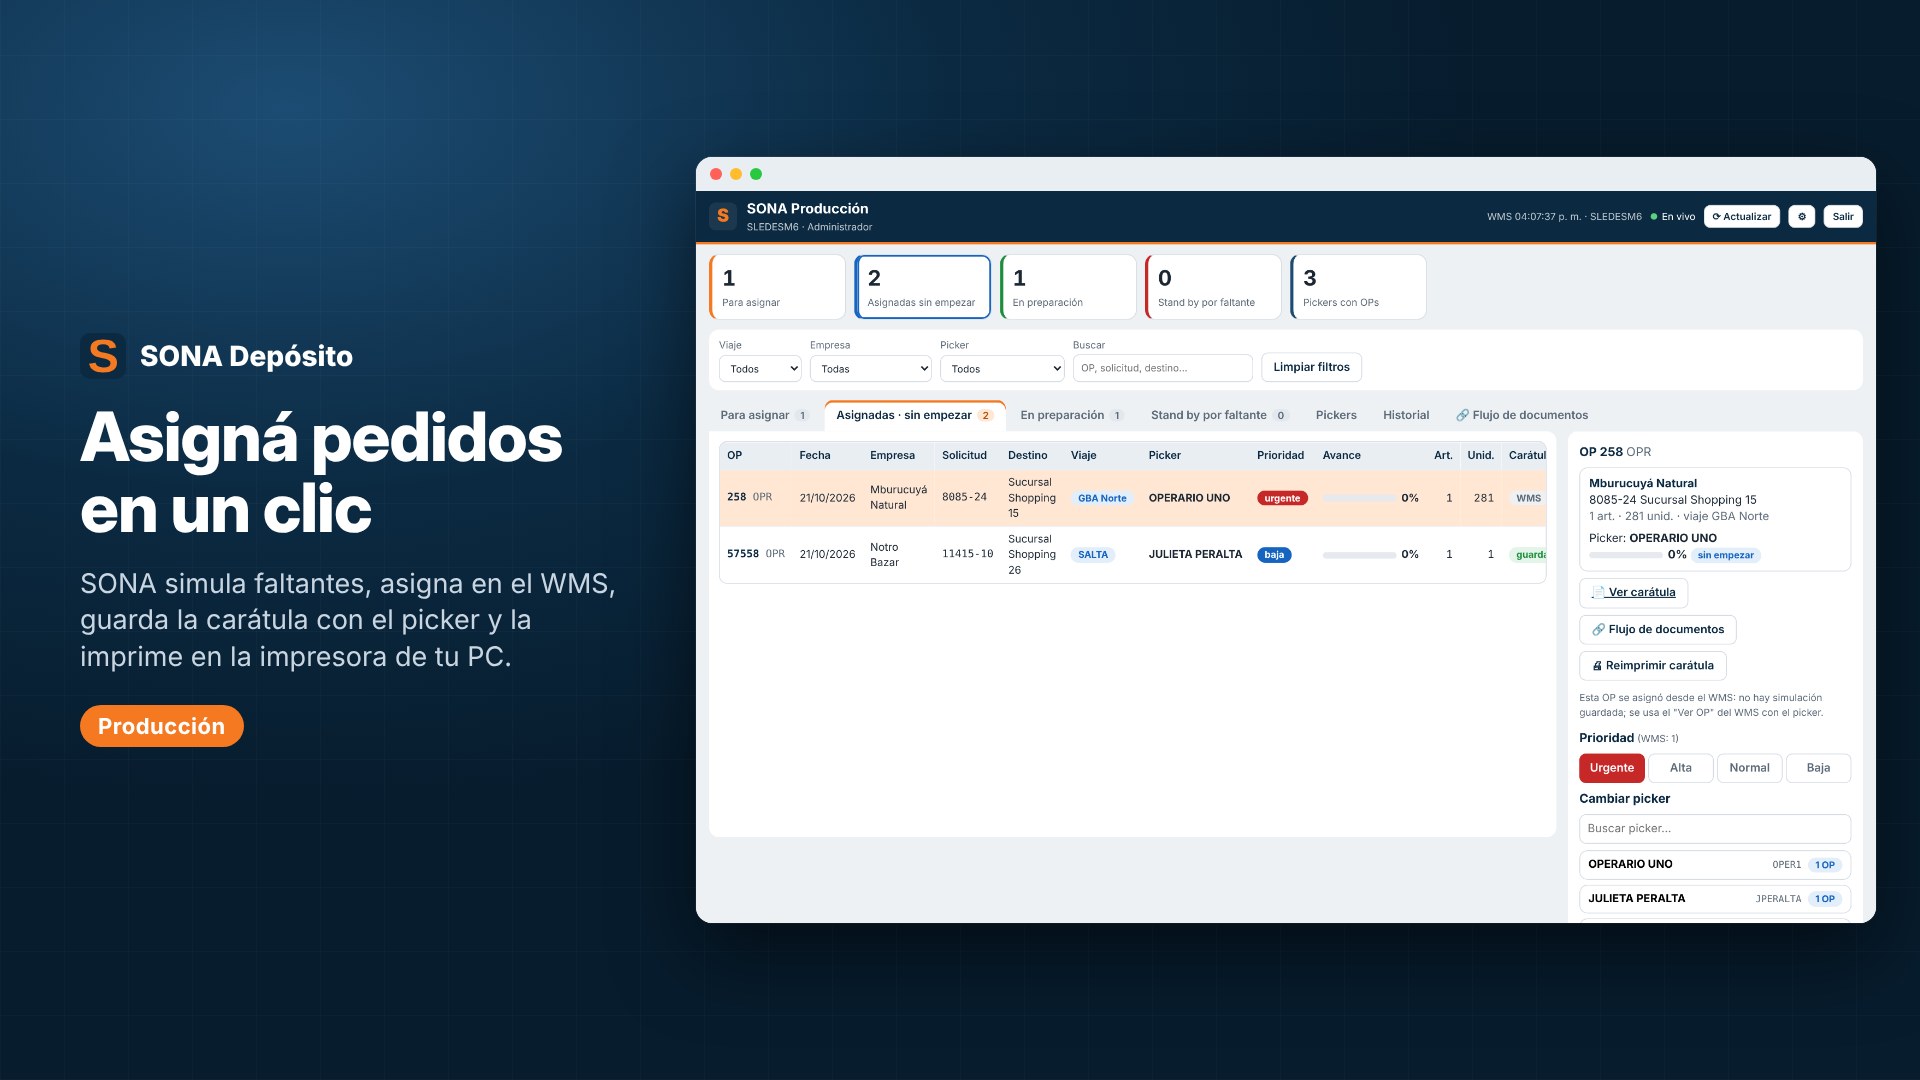 S SONA Depósito
Asigná pedidos
en un clic
SONA simula faltantes, asigna en el WMS,
guarda la carátula con el picker y la
imprime en la impresora de tu PC.
Producción
S
SONA Producción
SLEDESM6 · Administrador
WMS 04:07:37 p. m. · SLEDESM6
En vivo
⟳ Actualizar
⚙
Salir
1
Para asignar
2
Asignadas sin empezar
1
En preparación
0
Stand by por faltante
3
Pickers con OPs
Viaje
Todos
Empresa
Todas
Picker
Todos
Buscar
OP, solicitud, destino...
Limpiar filtros
Para asignar 1
Asignadas · sin empezar 2
En preparación 1
Stand by por faltante 0
Pickers
Historial
🔗 Flujo de documentos
OP Fecha Empresa Solicitud Destino Viaje Picker Prioridad Avance Art. Unid. Carátul
258 OPR 21/10/2026 Mburucuyá Natural 8085-24 Sucursal Shopping 15 GBA Norte OPERARIO UNO urgente 0% 1 281 WMS
57558 OPR 21/10/2026 Notro Bazar 11415-10 Sucursal Shopping 26 SALTA JULIETA PERALTA baja 0% 1 1 guarda
OP 258 OPR
Mburucuyá Natural
8085-24 Sucursal Shopping 15
1 art. · 281 unid. · viaje GBA Norte
Picker: OPERARIO UNO
0% sin empezar
📄 Ver carátula
🔗 Flujo de documentos
🖨 Reimprimir carátula
Esta OP se asignó desde el WMS: no hay simulación
guardada; se usa el "Ver OP" del WMS con el picker.
Prioridad (WMS: 1)
Urgente Alta Normal Baja
Cambiar picker
Buscar picker...
OPERARIO UNO OPER1 1 OP
JULIETA PERALTA JPERALTA 1 OP